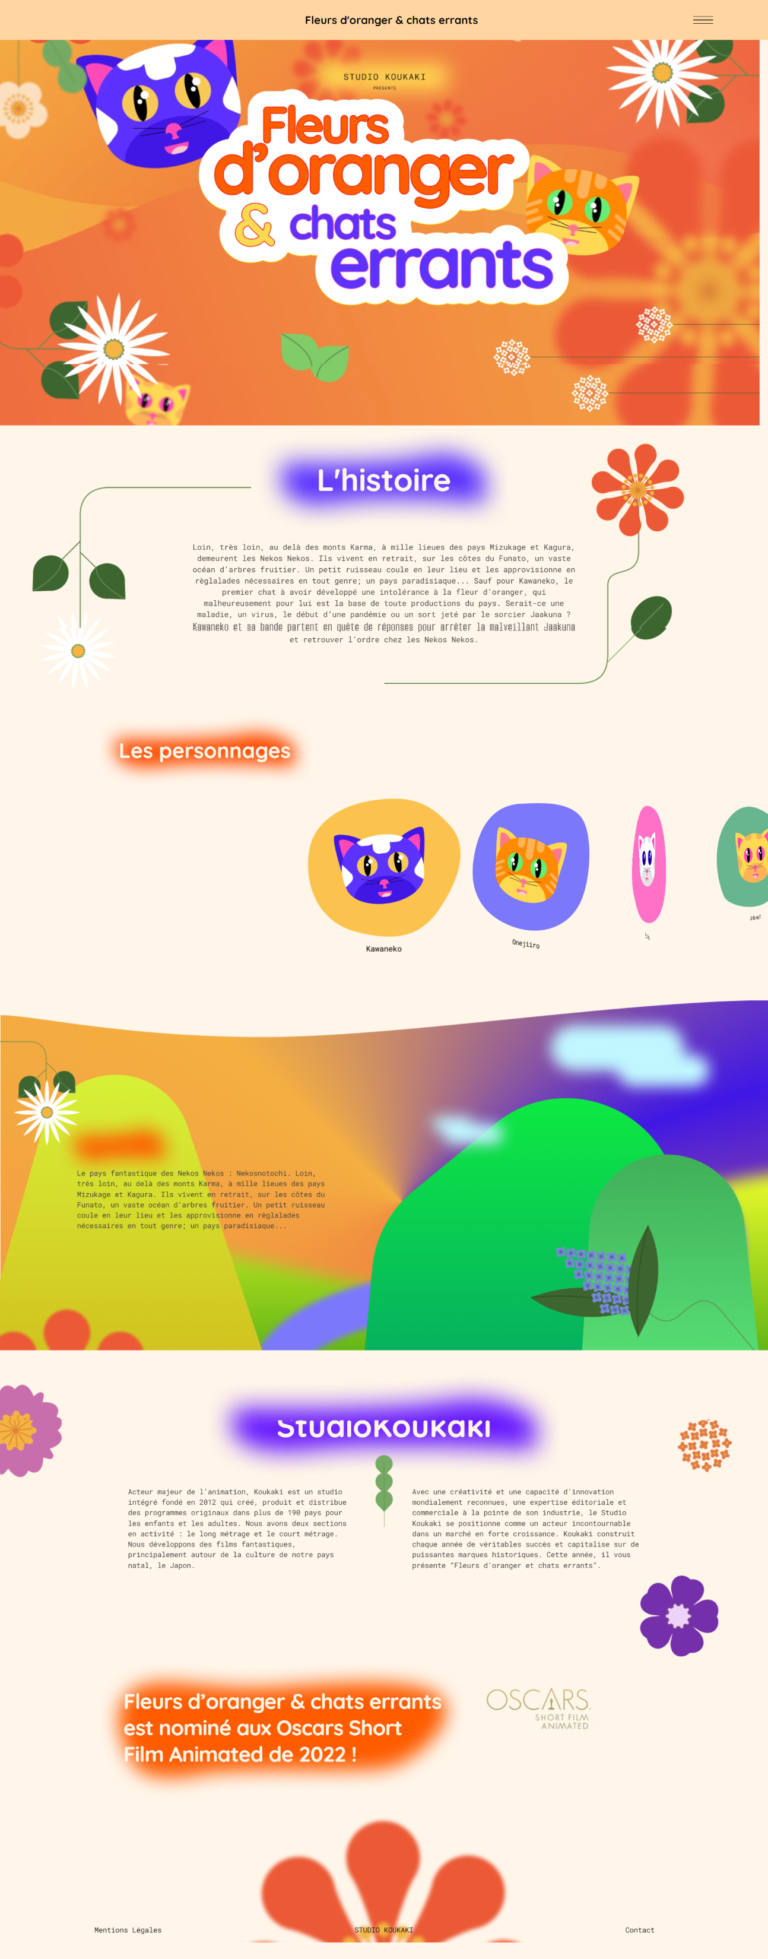 Fleurs d'oranger & chats errants
STUDIO KOUKAKI
PRESENTE
Fleurs
d'oranger
& chats
errants
L'histoire
Loin, très loin, au delà des monts Karma, à mille lieues des pays Mizukage et Kagura,
demeurent les Nekos Nekos. Ils vivent en retrait, sur les côtes du Funato, un vaste
océan d'arbres fruitier. Un petit ruisseau coule en leur lieu et les approvisionne en
règlalades nécessaires en tout genre; un pays paradisiaque... Sauf pour Kawaneko, le
premier chat à avoir développé une intolérance à la fleur d'oranger, qui
malheureusement pour lui est la base de toute productions du pays. Serait-ce une
maladie, un virus, le début d'une pandémie ou un sort jeté par le sorcier Jaakuna ?
Kawaneko et sa bande partent en quête de réponses pour arrêter la malveillant Jaakuna
et retrouver l'ordre chez les Nekos Nekos.
Les personnages
Kawaneko
Onejiiro
Le pays fantastique des Nekos Nekos : Nekosnotochi. Loin,
très loin, au delà des monts Karma, à mille lieues des pays
Mizukage et Kagura. Ils vivent en retrait, sur les côtes du
Funato, un vaste océan d'arbres fruitier. Un petit ruisseau
coule en leur lieu et les approvisionne en règlalades
nécessaires en tout genre; un pays paradisiaque...
StudioKoukaki
Acteur majeur de l'animation, Koukaki est un studio
intégré fondé en 2012 qui créé, produit et distribue
des programmes originaux dans plus de 190 pays pour
les enfants et les adultes. Nous avons deux sections
en activité : le long métrage et le court métrage.
Nous développons des films fantastiques,
principalement autour de la culture de notre pays
natal, le Japon.
Avec une créativité et une capacité d'innovation
mondialement reconnues, une expertise éditoriale et
commerciale à la pointe de son industrie, le Studio
Koukaki se positionne comme un acteur incontournable
dans un marché en forte croissance. Koukaki construit
chaque année de véritables succès et capitalise sur de
puissantes marques historiques. Cette année, il vous
présente "Fleurs d'oranger et chats errants".
Fleurs d'oranger & chats errants
est nominé aux Oscars Short
Film Animated de 2022 !
OSCARS.
SHORT FILM
ANIMATED
Mentions Légales
STUDIO KOUKAKI
Contact